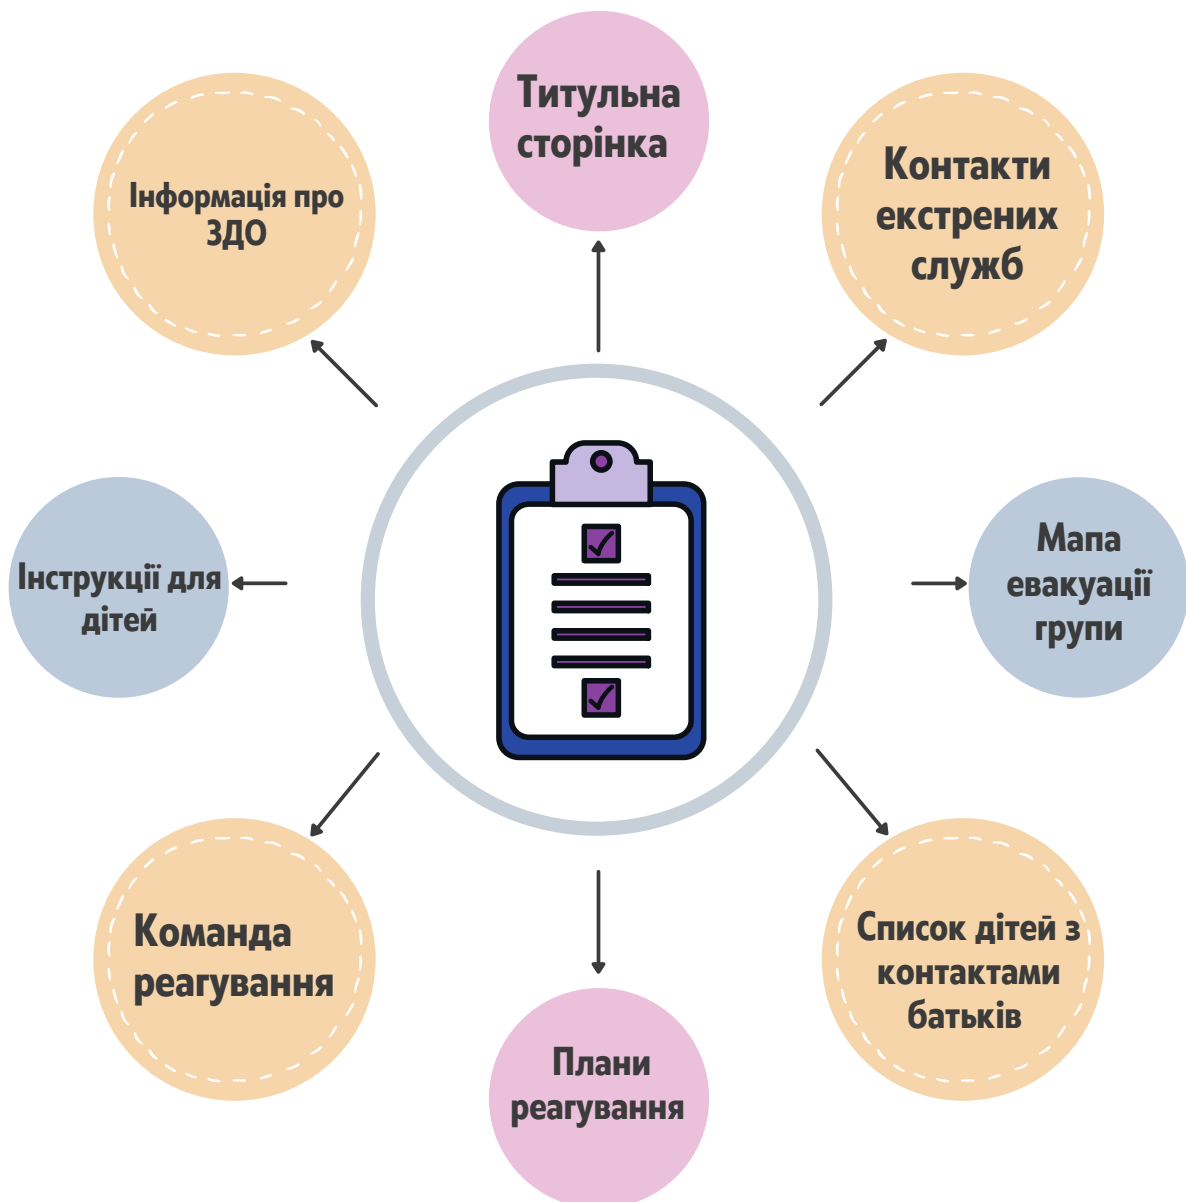 Титульна
сторінка
Контакти
екстрених
служб
Мапа
евакуації
групи
Список дітей з
контактами
батьків
Плани
реагування
Команда
реагування
Інструкції для
дітей
Інформація про
ЗДО